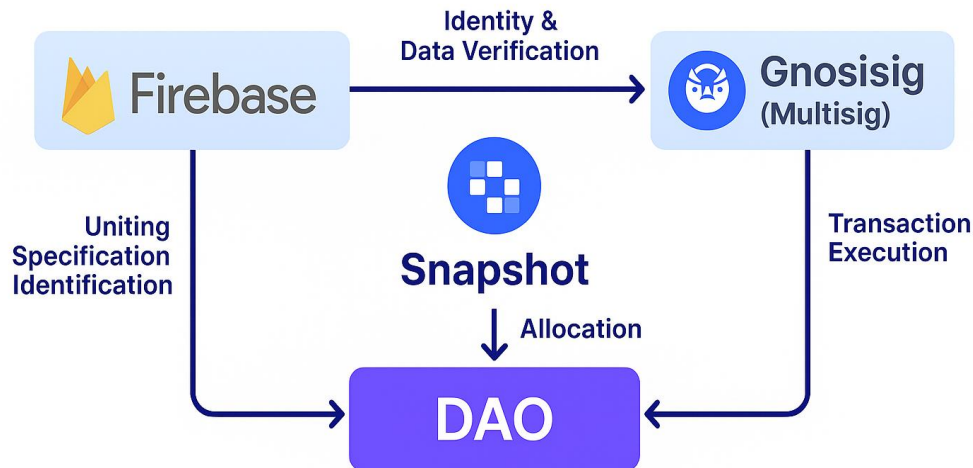 Identity &
Data Verification
Firebase
Gnosisig
(Multisig)
Uniting
Specification
Identification
Snapshot
Transaction
Execution
Allocation
DAO